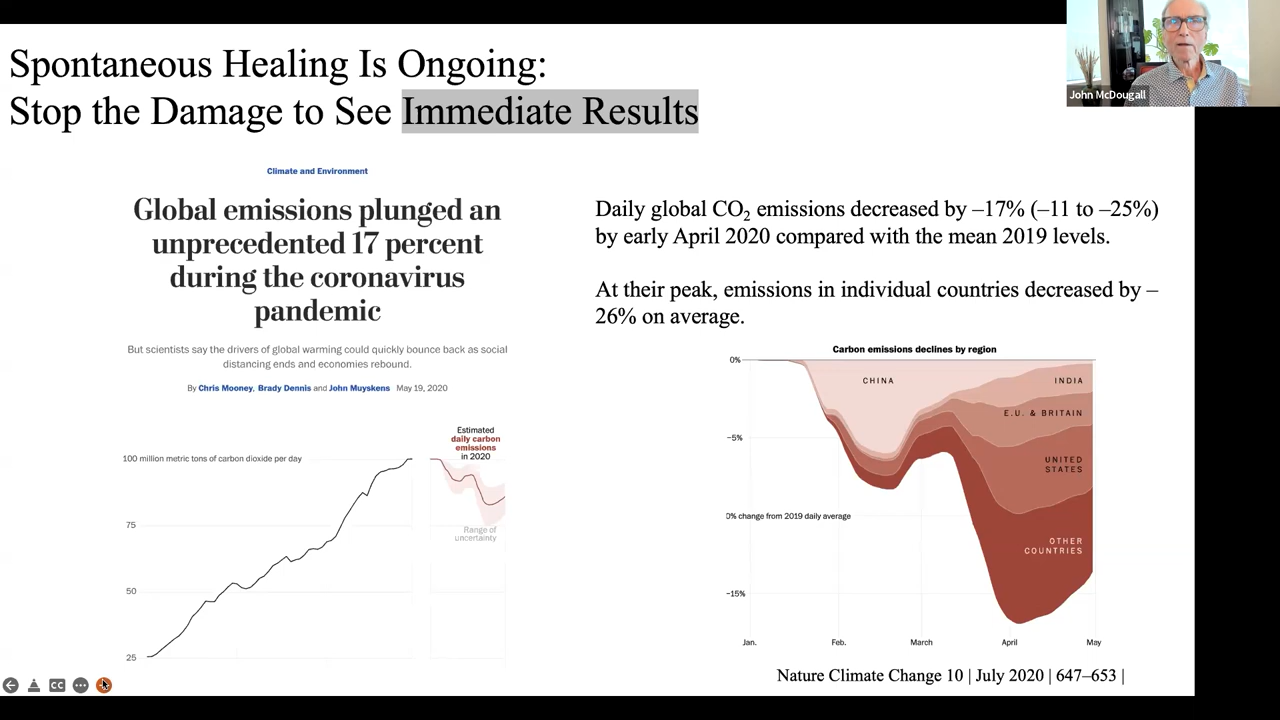 Spontaneous Healing Is Ongoing:
Stop the Damage to See Immediate Results
John McDougall
Climate and Environment
Global emissions plunged an
unprecedented 17 percent
during the coronavirus
pandemic
But scientists say the drivers of global warming could quickly bounce back as social
distancing ends and economies rebound.
By Chris Mooney, Brady Dennis and John Muyskens May 19, 2020
Estimated
daily carbon
emissions
in 2020
100 million metric tons of carbon dioxide per day
75
Range of
uncertainty
50
25
CC
Daily global CO₂ emissions decreased by –17% (–11 to –25%)
by early April 2020 compared with the mean 2019 levels.
At their peak, emissions in individual countries decreased by –
26% on average.
Carbon emissions declines by region
0%
CHINA
INDIA
E.U. & BRITAIN
−5%
UNITED
STATES
0% change from 2019 daily average
OTHER
COUNTRIES
−15%
Jan.
Feb.
March
April
May
Nature Climate Change 10 | July 2020 | 647–653 |